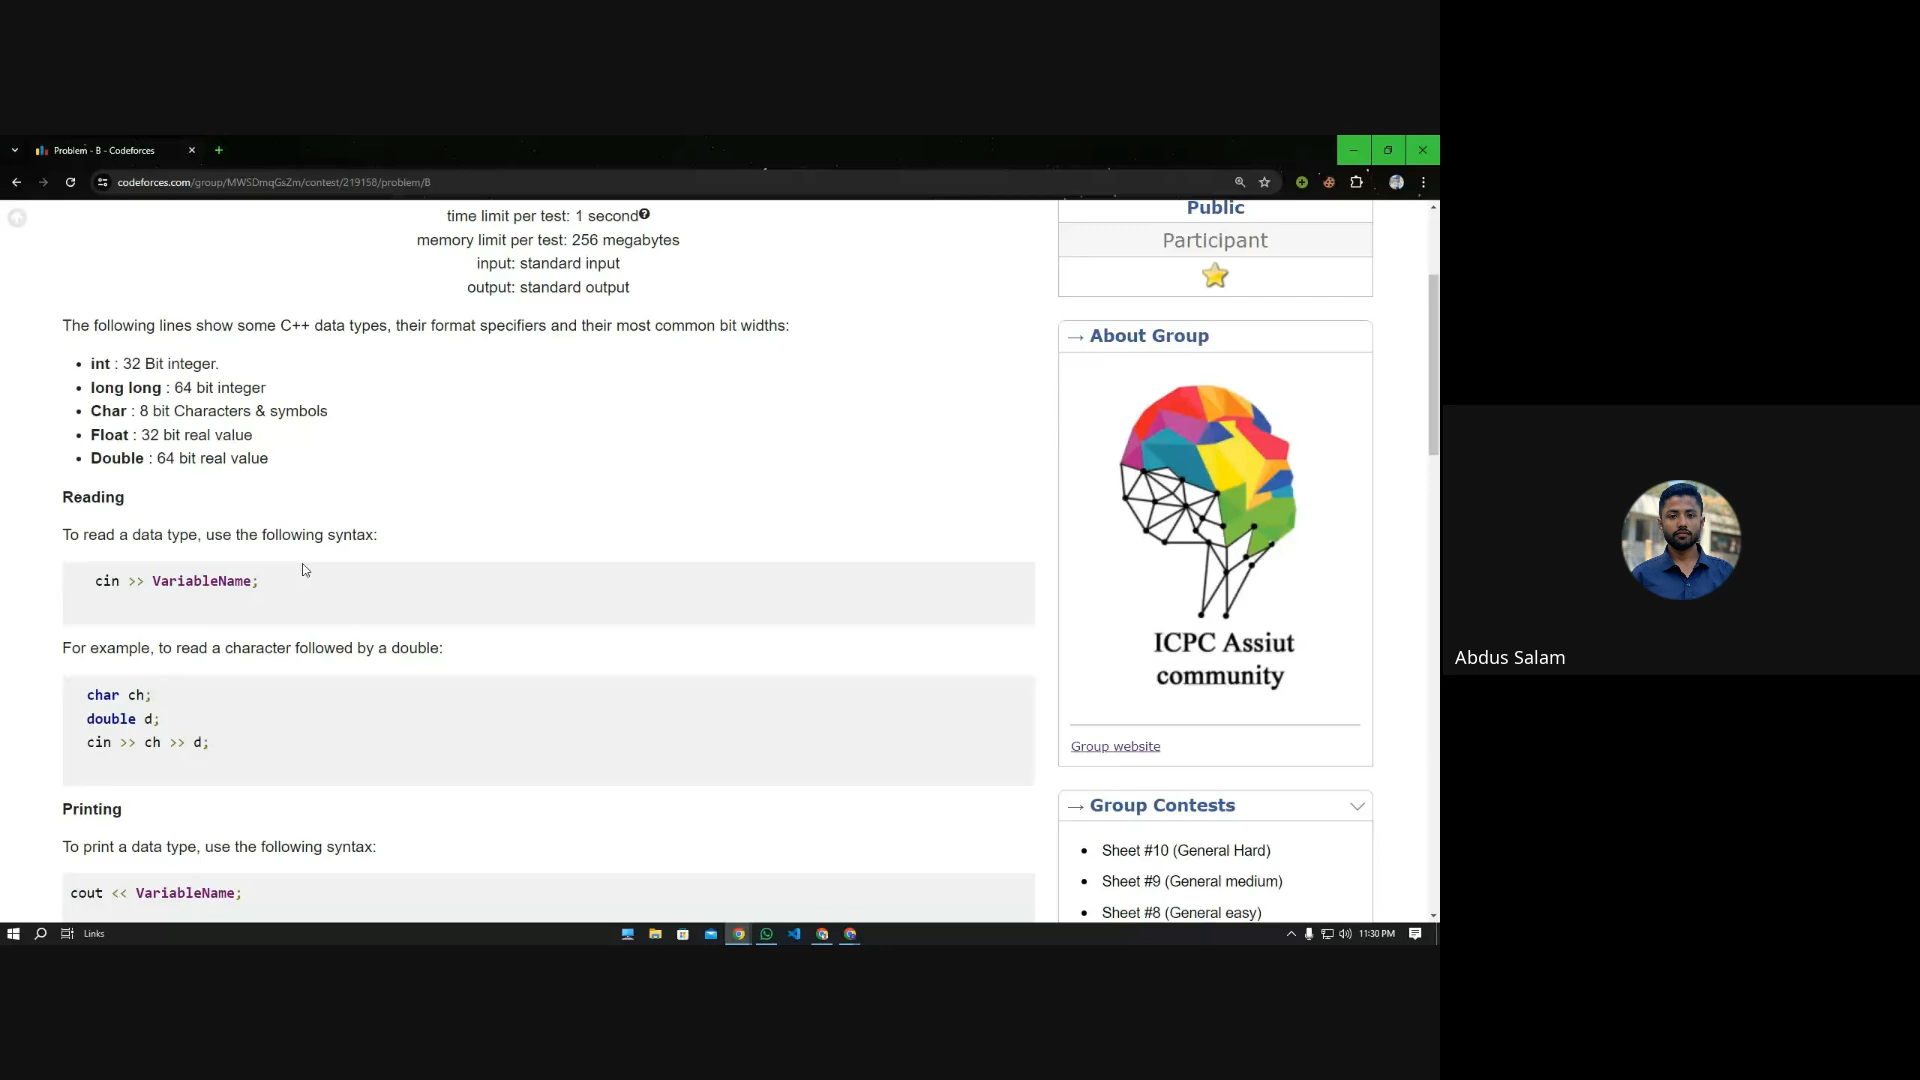 Problem - B - Codeforces
codeforces.com/group/MWSDmqGsZm/contest/219158/problem/B
time limit per test: 1 second
memory limit per test: 256 megabytes
input: standard input
output: standard output
The following lines show some C++ data types, their format specifiers and their most common bit widths:
• int : 32 Bit integer.
• long long : 64 bit integer
• Char : 8 bit Characters & symbols
• Float : 32 bit real value
• Double : 64 bit real value
Reading
To read a data type, use the following syntax:
cin >> VariableName;
For example, to read a character followed by a double:
char ch;
double d;
cin >> ch >> d;
Printing
To print a data type, use the following syntax:
cout << VariableName;
Public
Participant
→ About Group
ICPC Assiut
community
Group website
→ Group Contests
• Sheet #10 (General Hard)
• Sheet #9 (General medium)
• Sheet #8 (General easy)
Links
11:30 PM
Abdus Salam